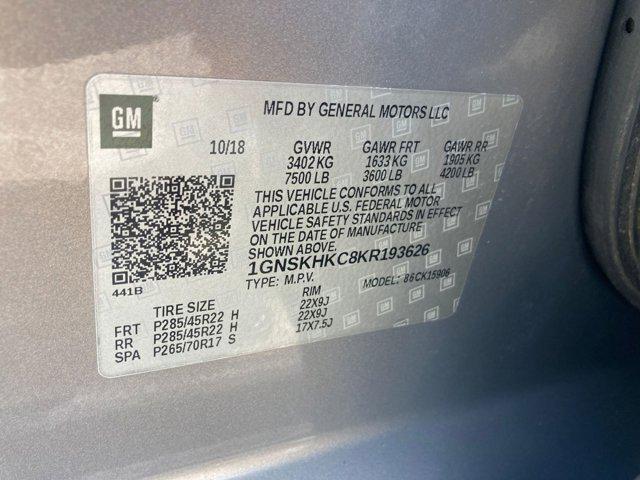 GM
MFD BY GENERAL MOTORS LLC
10/18 GVWR GAWR FRT GAWR RR
3402 KG 1633 KG 1905 KG
7500 LB 3600 LB 4200 LB
THIS VEHICLE CONFORMS TO ALL
APPLICABLE U.S. FEDERAL MOTOR
VEHICLE SAFETY STANDARDS IN EFFECT
ON THE DATE OF MANUFACTURE
SHOWN ABOVE.
1GNSKHKC8KR193626
TYPE: M.P.V. MODEL: 86CK15906
441B
TIRE SIZE RIM
FRT P285/45R22 H 22X9J
RR P285/45R22 H 22X9J
SPA P265/70R17 S 17X7.5J